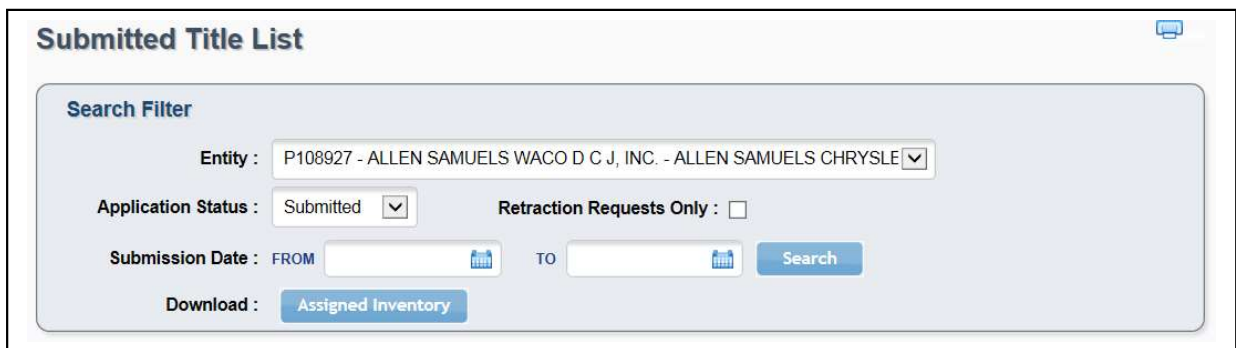 Submitted Title List
Search Filter
Entity : P108927 - ALLEN SAMUELS WACO D C J, INC. - ALLEN SAMUELS CHRYSLE
Application Status : Submitted Retraction Requests Only :
Submission Date : FROM TO Search
Download : Assigned Inventory